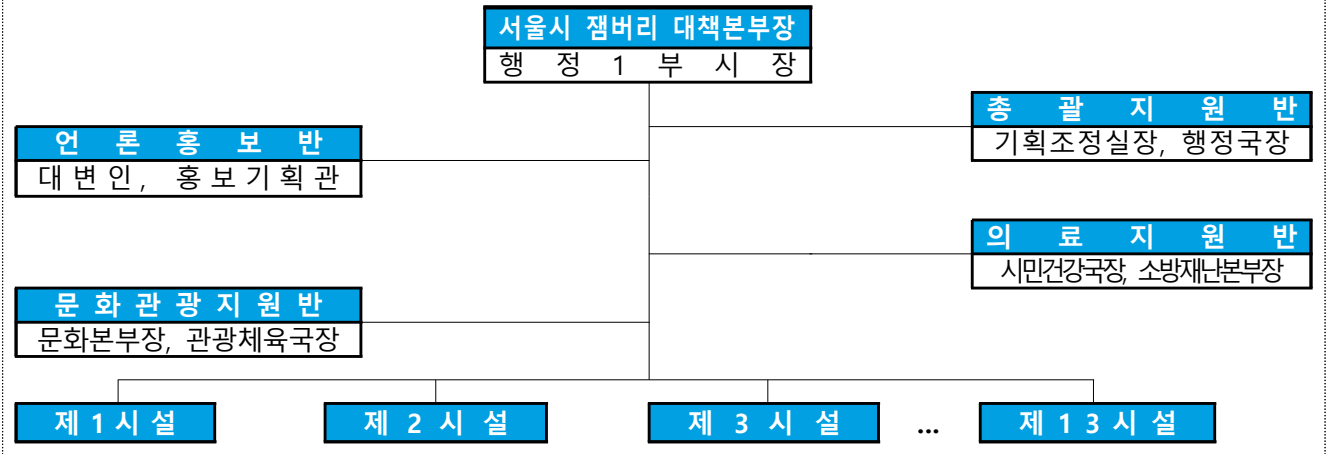 서울시 잼버리 대책본부장
행 정 1 부 시 장
총 괄 지 원 반
기획조정실장, 행정국장
언 론 홍 보 반
대변인, 홍보기획관
의 료 지 원 반
시민건강국장, 소방재난본부장
문화관광지원반
문화본부장, 관광체육국장
제1시설
제 2 시 설
제 3 시 설
...
제 1 3 시 설